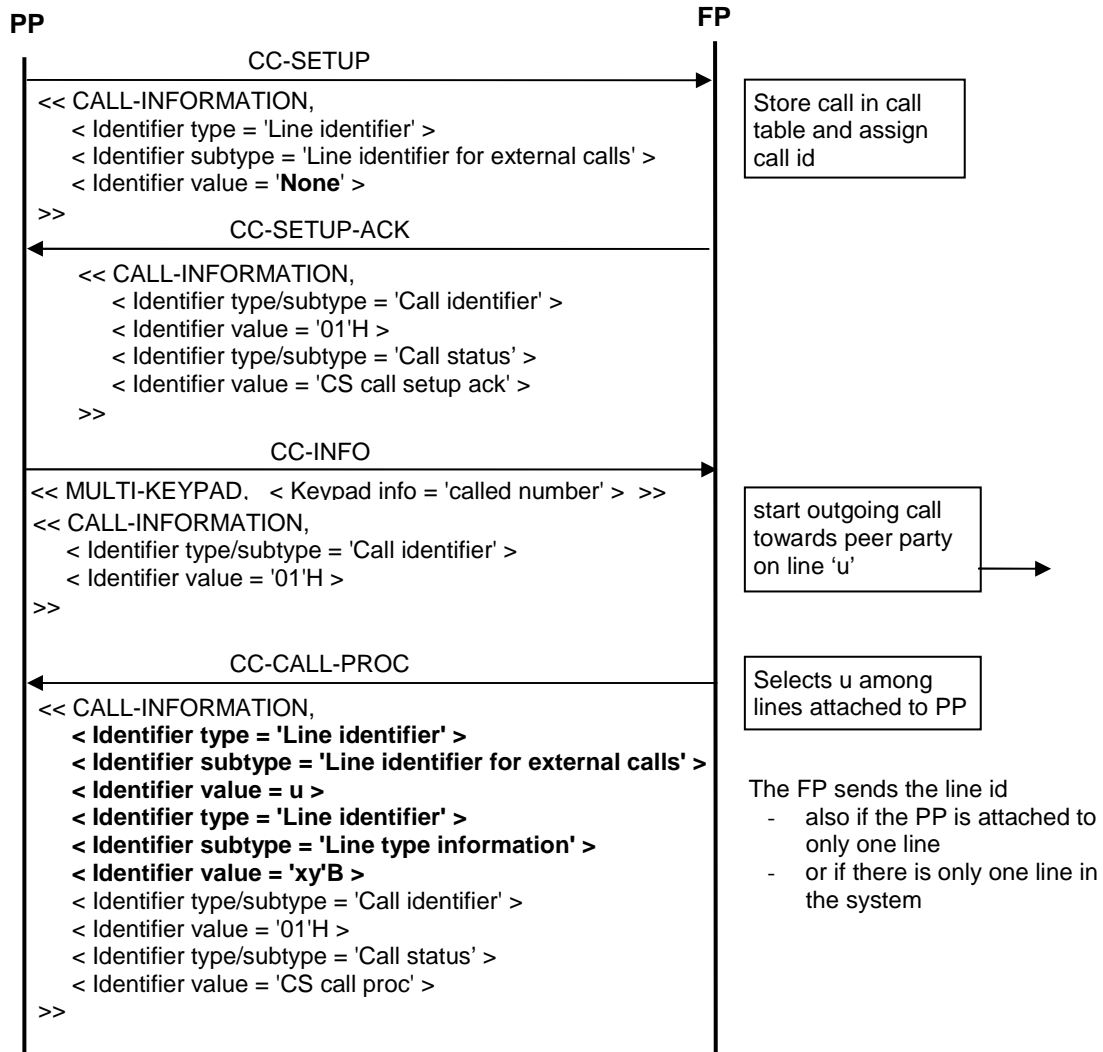 PP
FP
CC-SETUP
<< CALL-INFORMATION,
< Identifier type = 'Line identifier' >
< Identifier subtype = 'Line identifier for external calls' >
< Identifier value = 'None' >
>>
Store call in call
table and assign
call id
CC-SETUP-ACK
<< CALL-INFORMATION,
< Identifier type/subtype = 'Call identifier' >
< Identifier value = '01'H >
< Identifier type/subtype = 'Call status’ >
< Identifier value = 'CS call setup ack' >
>>
CC-INFO
<< MULTI-KEYPAD, < Keypad info = 'called number' > >>
<< CALL-INFORMATION,
< Identifier type/subtype = 'Call identifier' >
< Identifier value = '01'H >
>>
start outgoing call
towards peer party
on line ‘u’
CC-CALL-PROC
<< CALL-INFORMATION,
< Identifier type = 'Line identifier' >
< Identifier subtype = 'Line identifier for external calls' >
< Identifier value = u >
< Identifier type = 'Line identifier' >
< Identifier subtype = 'Line type information' >
< Identifier value = 'xy'B >
< Identifier type/subtype = 'Call identifier' >
< Identifier value = '01'H >
< Identifier type/subtype = 'Call status’ >
< Identifier value = 'CS call proc' >
>>
Selects u among
lines attached to PP
The FP sends the line id
- also if the PP is attached to
only one line
- or if there is only one line in
the system